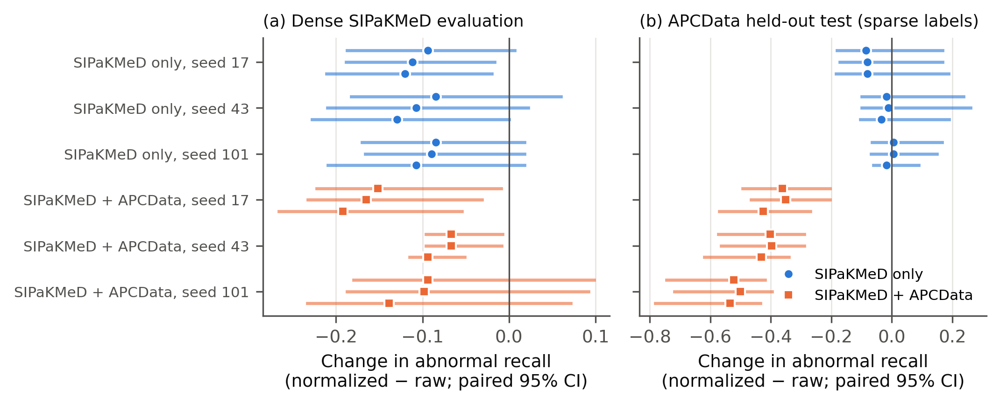 (a) Dense SIPaKMeD evaluation
(b) APCData held-out test (sparse labels)
SIPaKMeD only, seed 17
SIPaKMeD only, seed 43
SIPaKMeD only, seed 101
SIPaKMeD + APCData, seed 17
SIPaKMeD + APCData, seed 43
SIPaKMeD + APCData, seed 101
SIPaKMeD only
SIPaKMeD + APCData
−0.2 −0.1 0.0 0.1
−0.8 −0.6 −0.4 −0.2 0.0 0.2
Change in abnormal recall
(normalized − raw; paired 95% CI)
Change in abnormal recall
(normalized − raw; paired 95% CI)